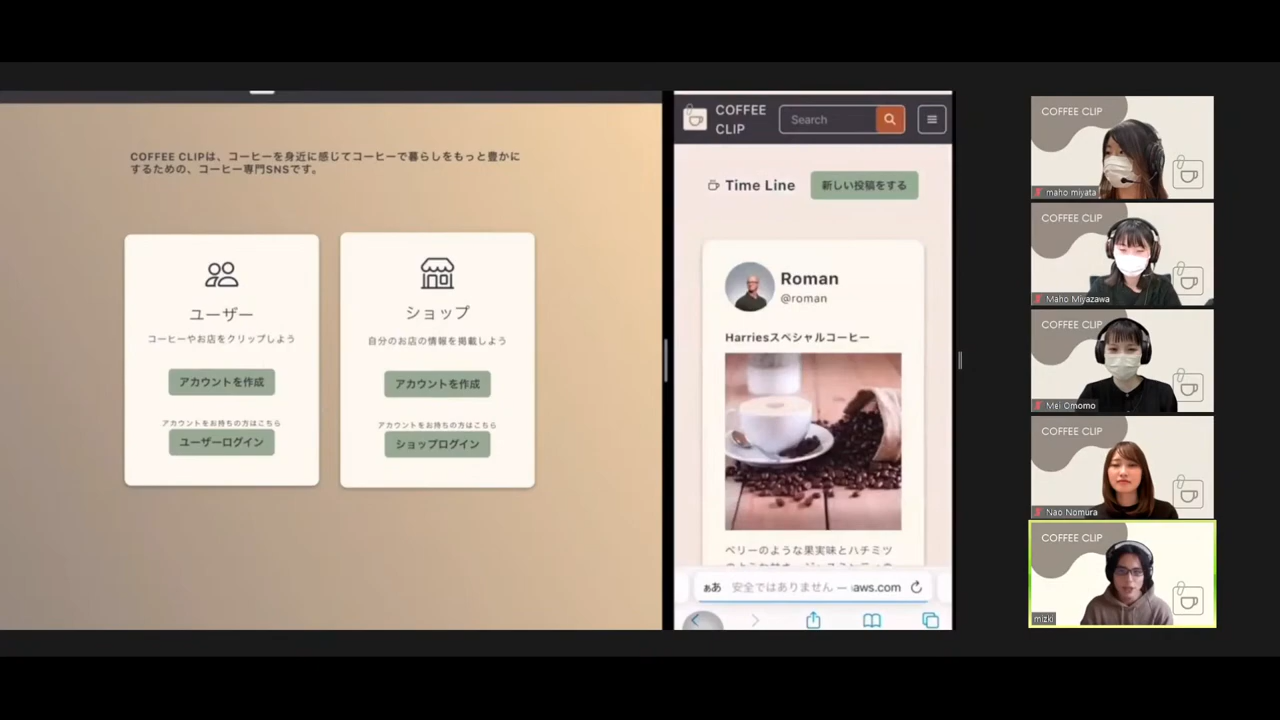 COFFEE CLIPは、コーヒーを身近に感じてコーヒーで暮らしをもっと豊かに
するための、コーヒー専門SNSです。
ユーザー
コーヒーやお店をクリップしよう
アカウントを作成
アカウントをお持ちの方はこちら
ユーザーログイン
ショップ
自分のお店の情報を掲載しよう
アカウントを作成
アカウントをお持ちの方はこちら
ショップログイン
COFFEE
CLIP
Search
Time Line
新しい投稿をする
Roman
@roman
Harriesスペシャルコーヒー
ベリーのような果実味とハチミツ
ぁあ 安全ではありません — aws.com
COFFEE CLIP
maho miyata
COFFEE CLIP
Maho Miyazawa
COFFEE CLIP
Mei Omomo
COFFEE CLIP
Nao Nomura
COFFEE CLIP
mizki